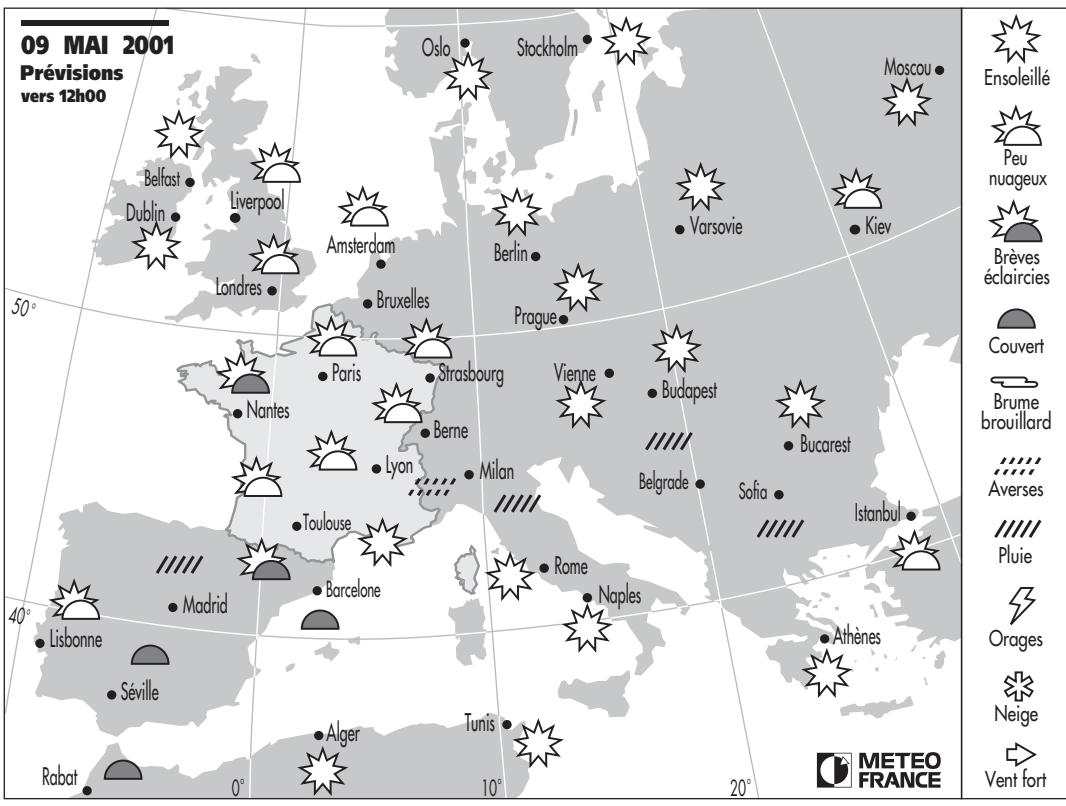 09 MAI 2001
Prévisions
vers 12h00
Oslo
Stockholm
Moscou
Belfast
Liverpool
Dublin
Amsterdam
Berlin
Varsovie
Kiev
Londres
Bruxelles
50°
Prague
Paris
Strasbourg
Vienne
Budapest
Nantes
Berne
Bucarest
Lyon
Milan
Belgrade
Sofia
Istanbul
Toulouse
Rome
Barcelone
Naples
Madrid
40°
Lisbonne
Athènes
Séville
Tunis
Alger
Rabat
0°
10°
20°
METEO
FRANCE
Ensoleillé
Peu
nuageux
Brèves
éclaircies
Couvert
Brume
brouillard
Averses
Pluie
Orages
Neige
Vent fort